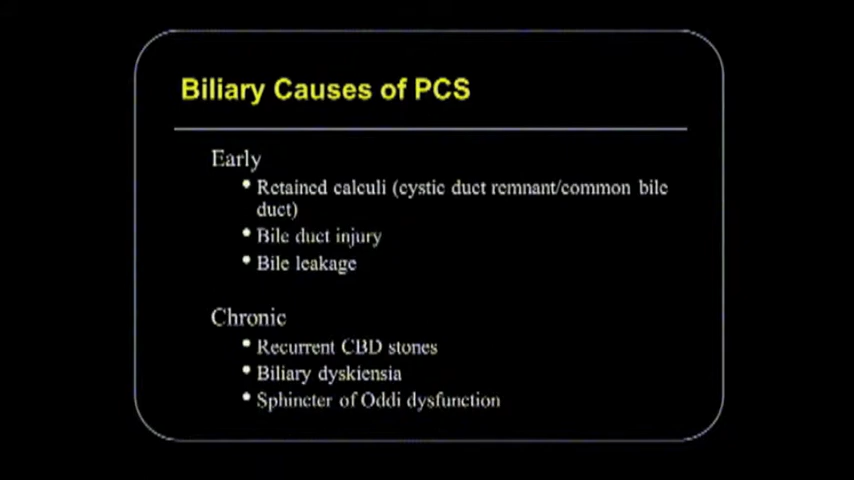 Biliary Causes of PCS
Early
• Retained calculi (cystic duct remnant/common bile
duct)
• Bile duct injury
• Bile leakage
Chronic
• Recurrent CBD stones
• Biliary dyskiensia
• Sphincter of Oddi dysfunction